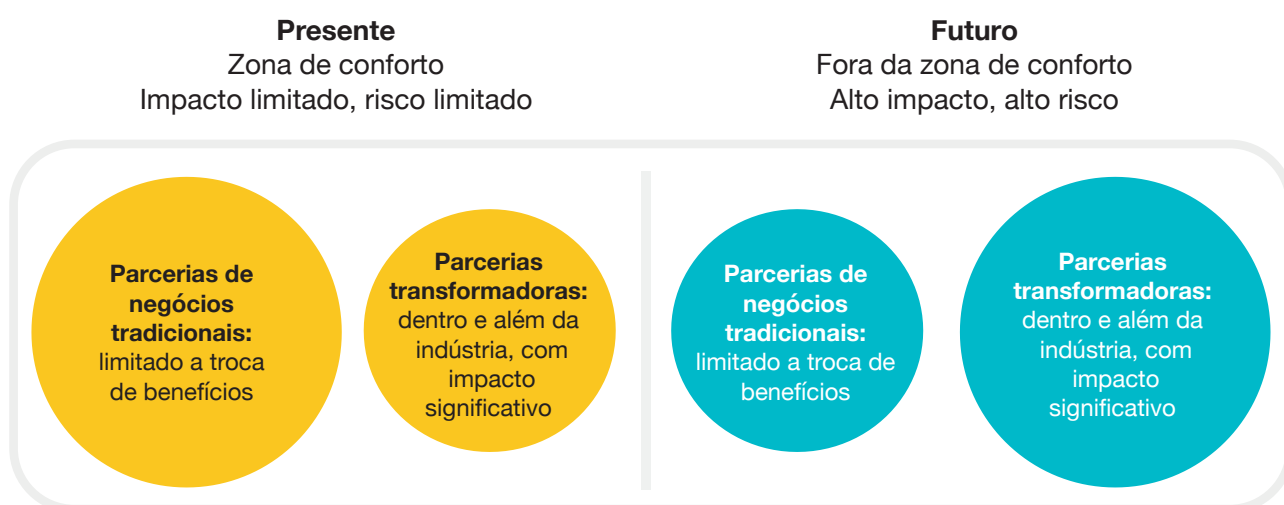 Presente
Zona de conforto
Impacto limitado, risco limitado
Futuro
Fora da zona de conforto
Alto impacto, alto risco
Parcerias de
negócios
tradicionais:
limitado a troca
de benefícios
Parcerias
transformadoras:
dentro e além da
indústria, com
impacto
significativo
Parcerias de
negócios
tradicionais:
limitado a troca de
benefícios
Parcerias
transformadoras:
dentro e além da
indústria, com
impacto
significativo